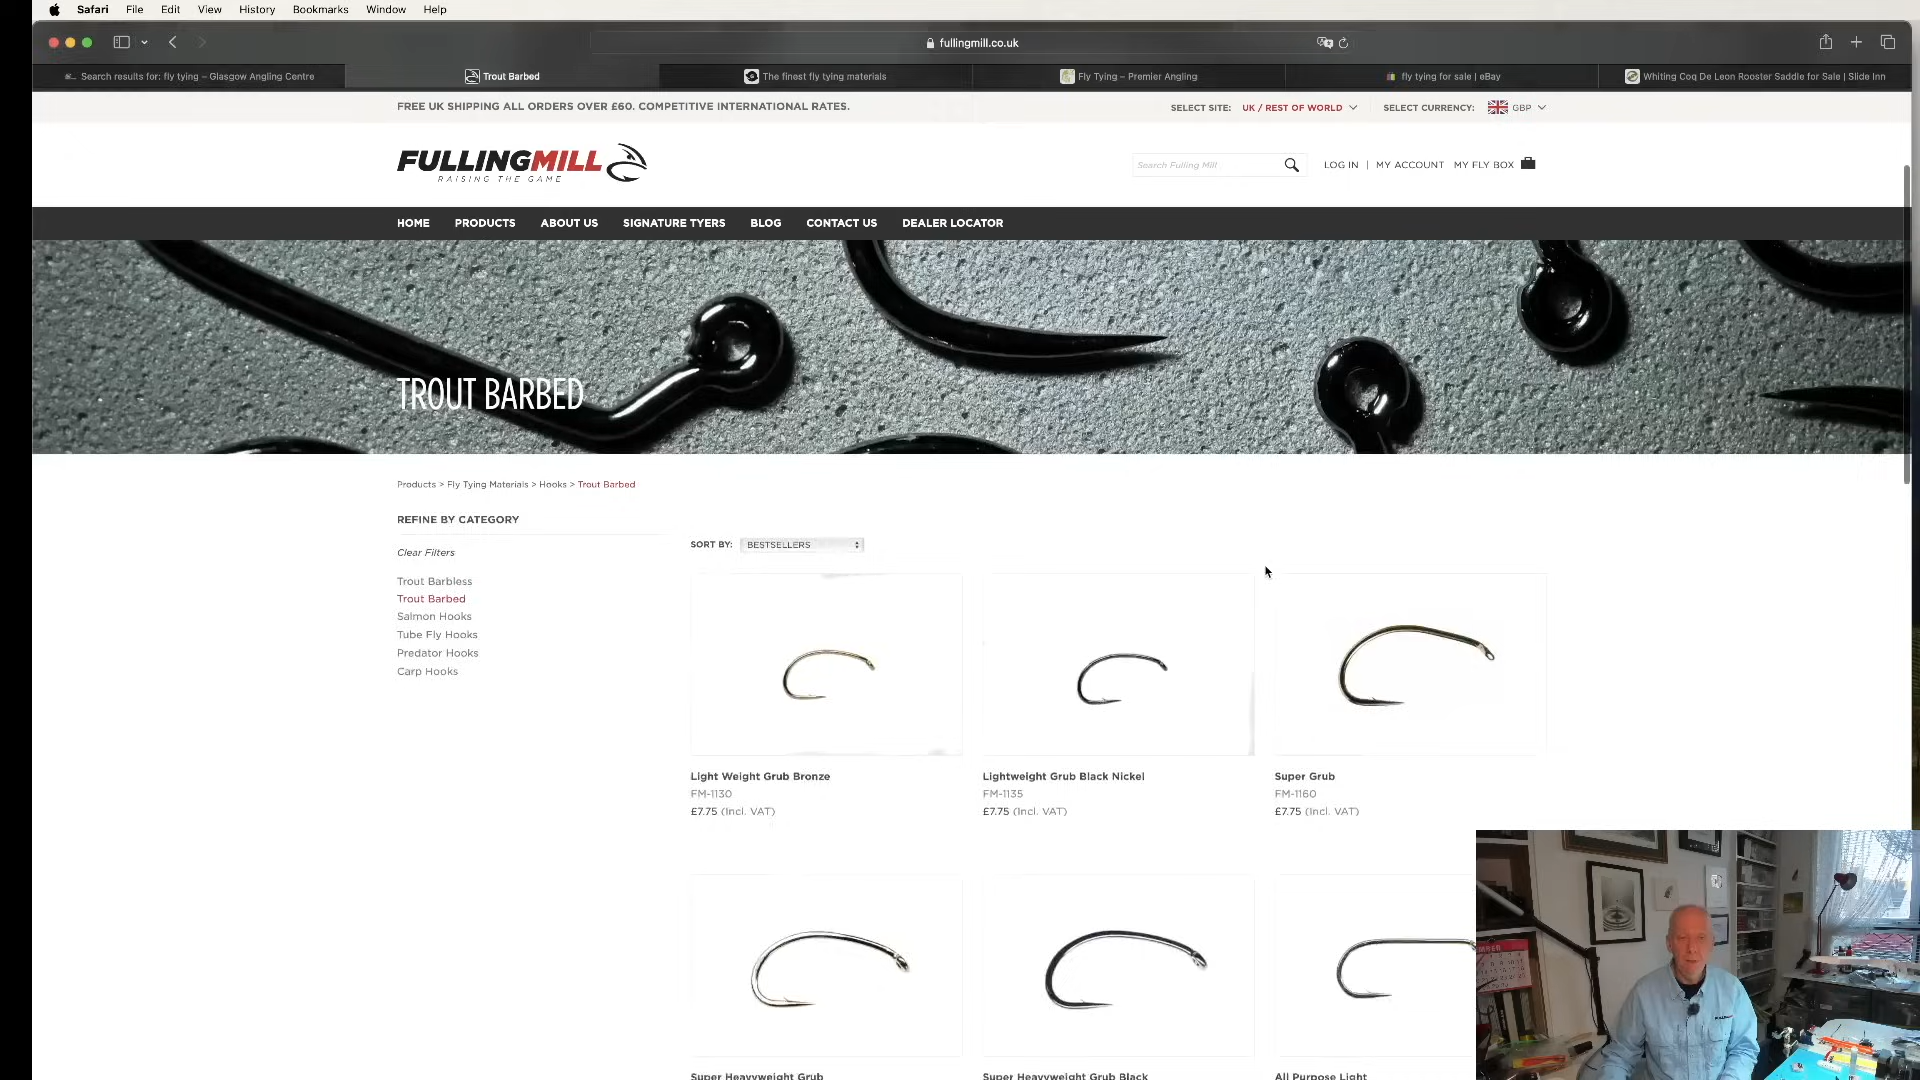 Safari File Edit View History Bookmarks Window Help
fullingmill.co.uk
Search results for: fly tying – Glasgow Angling Centre
Trout Barbed
The finest fly tying materials
Fly Tying – Premier Angling
fly tying for sale | eBay
Whiting Coq De Leon Rooster Saddle for Sale | Slide Inn
FREE UK SHIPPING ALL ORDERS OVER £60. COMPETITIVE INTERNATIONAL RATES.
SELECT SITE: UK / REST OF WORLD
SELECT CURRENCY: GBP
FULLINGMILL
RAISING THE GAME
Search Fulling Mill
LOG IN | MY ACCOUNT MY FLY BOX
HOME PRODUCTS ABOUT US SIGNATURE TYERS BLOG CONTACT US DEALER LOCATOR
TROUT BARBED
Products > Fly Tying Materials > Hooks > Trout Barbed
REFINE BY CATEGORY
Clear Filters
Trout Barbless
Trout Barbed
Salmon Hooks
Tube Fly Hooks
Predator Hooks
Carp Hooks
SORT BY: BESTSELLERS
Light Weight Grub Bronze
FM-1130
£7.75 (Incl. VAT)
Lightweight Grub Black Nickel
FM-1135
£7.75 (Incl. VAT)
Super Grub
FM-1160
£7.75 (Incl. VAT)
Super Heavyweight Grub
Super Heavyweight Grub Black
All Purpose Light